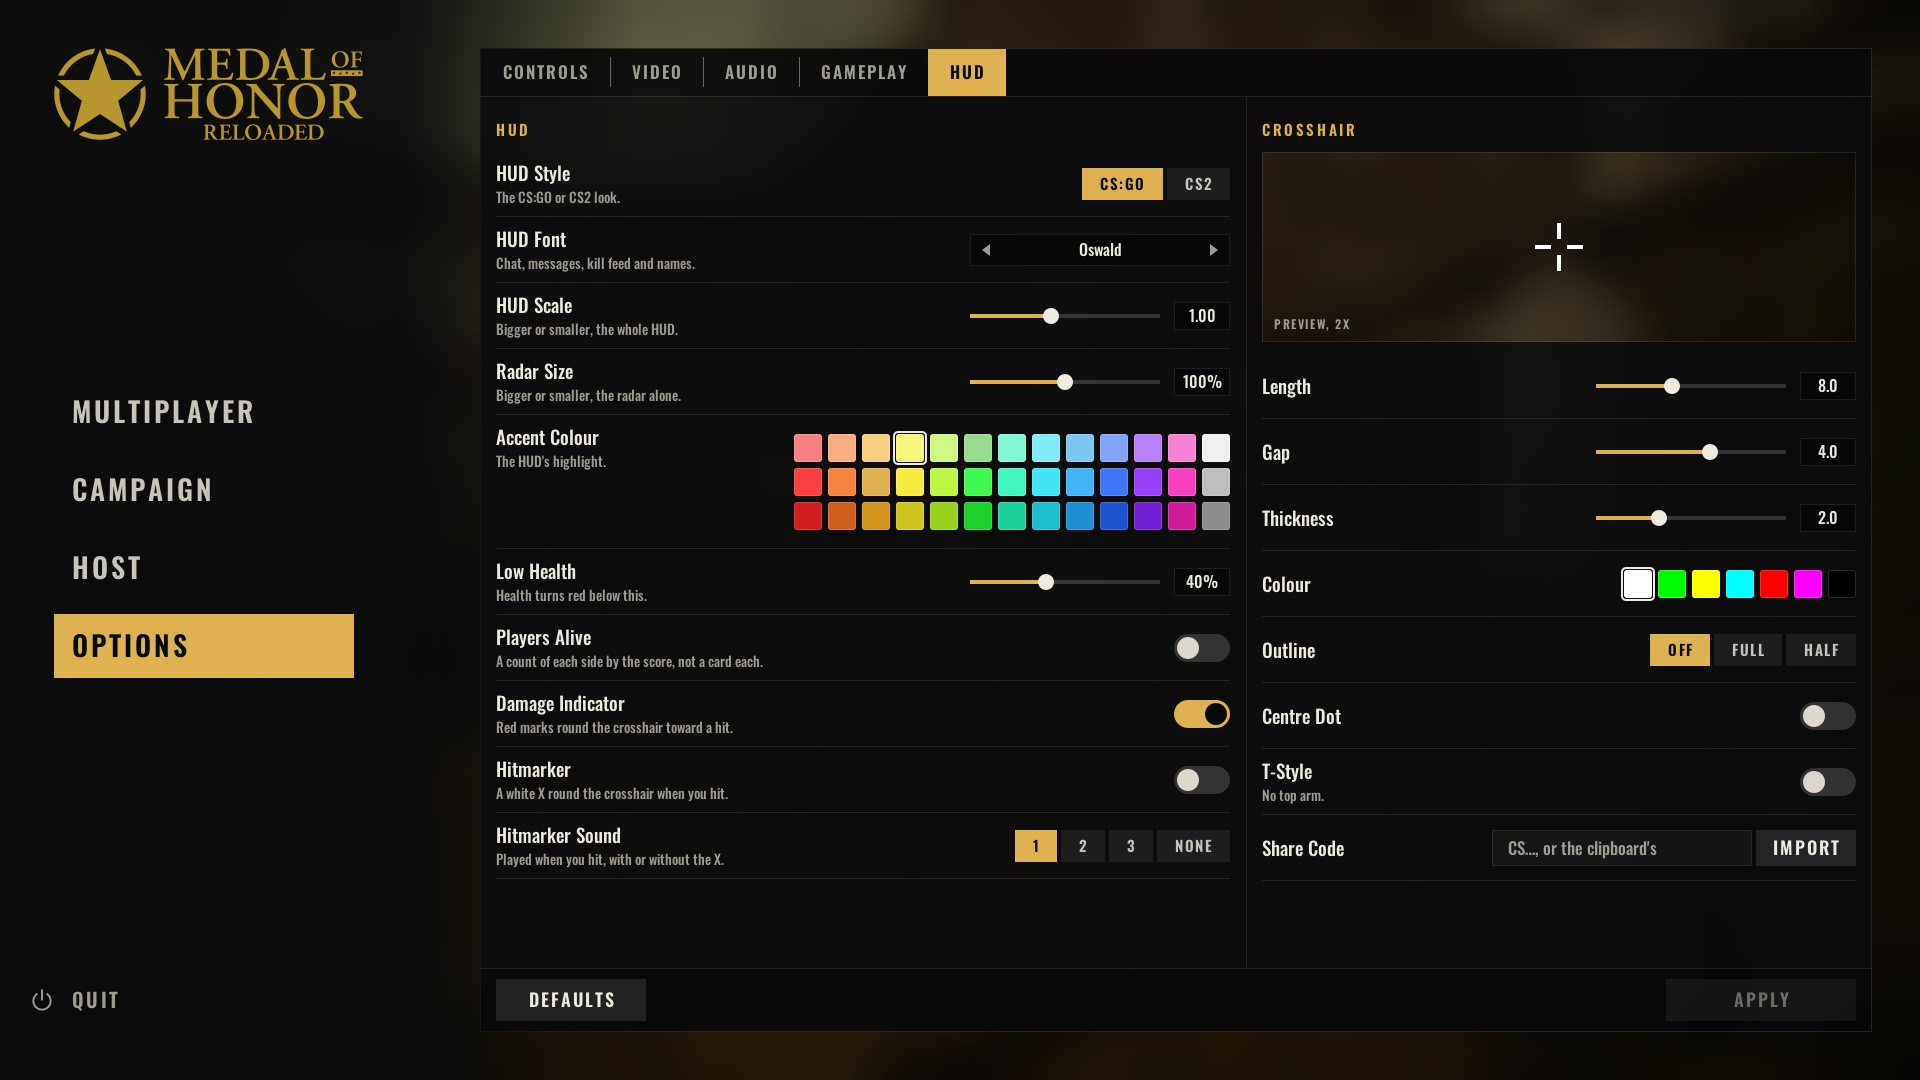 MEDAL OF
HONOR
RELOADED
MULTIPLAYER
CAMPAIGN
HOST
OPTIONS
QUIT
CONTROLS
VIDEO
AUDIO
GAMEPLAY
HUD
HUD
HUD Style
The CS:GO or CS2 look.
CS:GO
CS2
HUD Font
Chat, messages, kill feed and names.
Oswald
HUD Scale
Bigger or smaller, the whole HUD.
1.00
Radar Size
Bigger or smaller, the radar alone.
100%
Accent Colour
The HUD's highlight.
Low Health
Health turns red below this.
40%
Players Alive
A count of each side by the score, not a card each.
Damage Indicator
Red marks round the crosshair toward a hit.
Hitmarker
A white X round the crosshair when you hit.
Hitmarker Sound
Played when you hit, with or without the X.
1
2
3
NONE
CROSSHAIR
PREVIEW, 2X
Length
8.0
Gap
4.0
Thickness
2.0
Colour
Outline
OFF
FULL
HALF
Centre Dot
T-Style
No top arm.
Share Code
CS..., or the clipboard's
IMPORT
DEFAULTS
APPLY